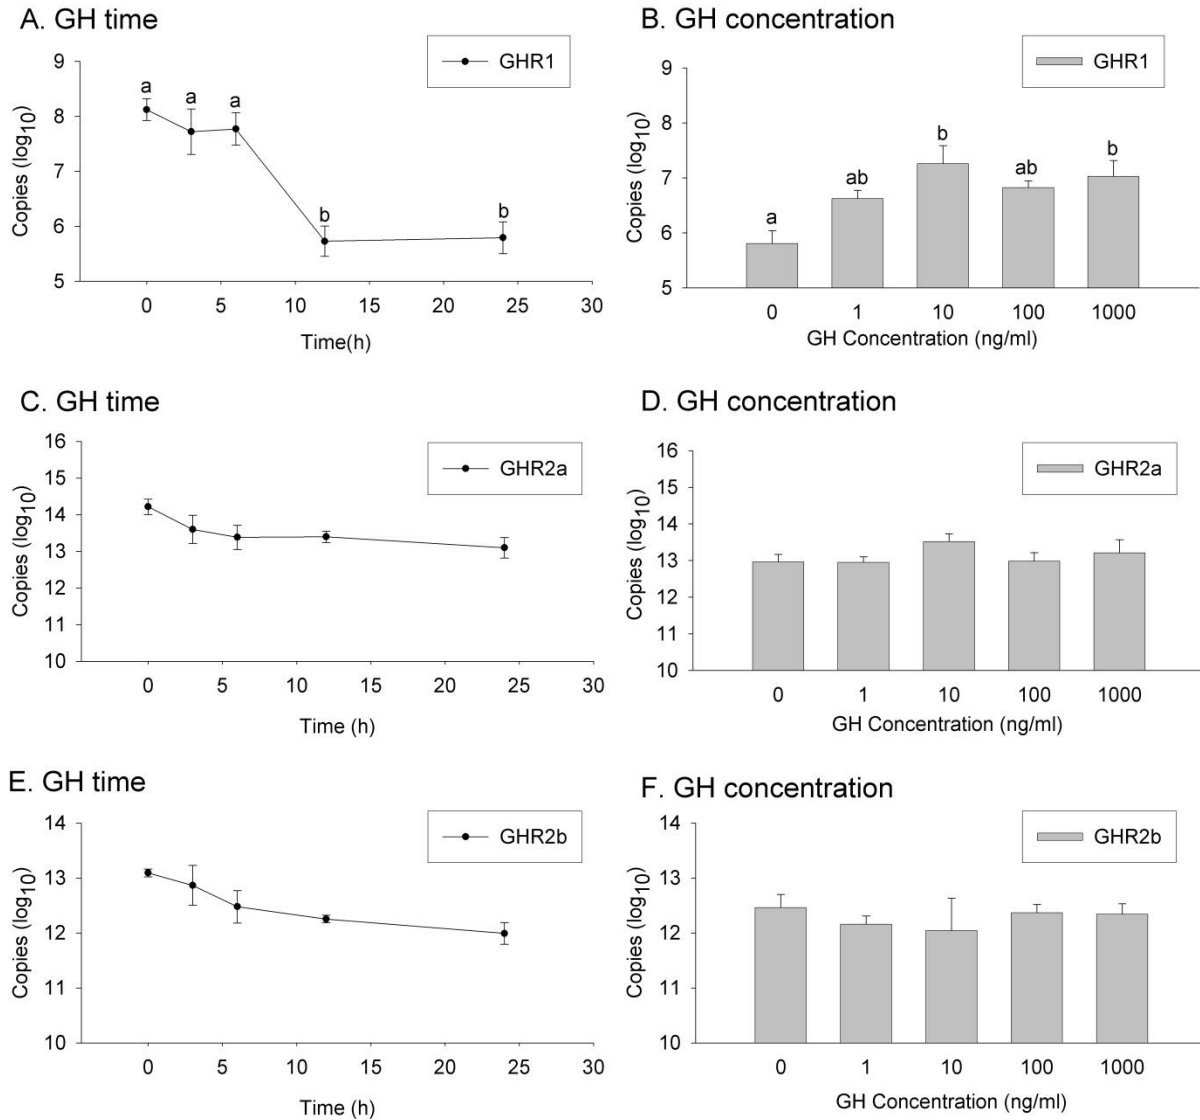 A. GH time
GHR1
Copies (log10)
9
8
7
6
5
a
a
a
b
b
0
5
10
15
20
25
30
Time(h)
B. GH concentration
GHR1
Copies (log10)
9
8
7
6
5
a
ab
b
ab
b
0
1
10
100
1000
GH Concentration (ng/ml)
C. GH time
GHR2a
Copies (log10)
16
15
14
13
12
11
10
0
5
10
15
20
25
30
Time (h)
D. GH concentration
GHR2a
Copies (log10)
16
15
14
13
12
11
10
0
1
10
100
1000
GH Concentration (ng/ml)
E. GH time
GHR2b
Copies (log10)
14
13
12
11
10
0
5
10
15
20
25
30
Time (h)
F. GH concentration
GHR2b
Copies (log10)
14
13
12
11
10
0
1
10
100
1000
GH Concentration (ng/ml)